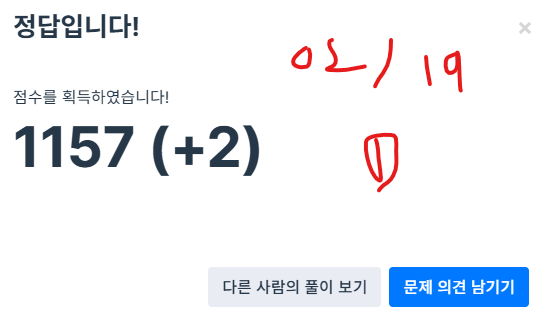 정답입니다!
02/19
점수를 획득하였습니다!
1157 (+2)
①
다른 사람의 풀이 보기
문제 의견 남기기